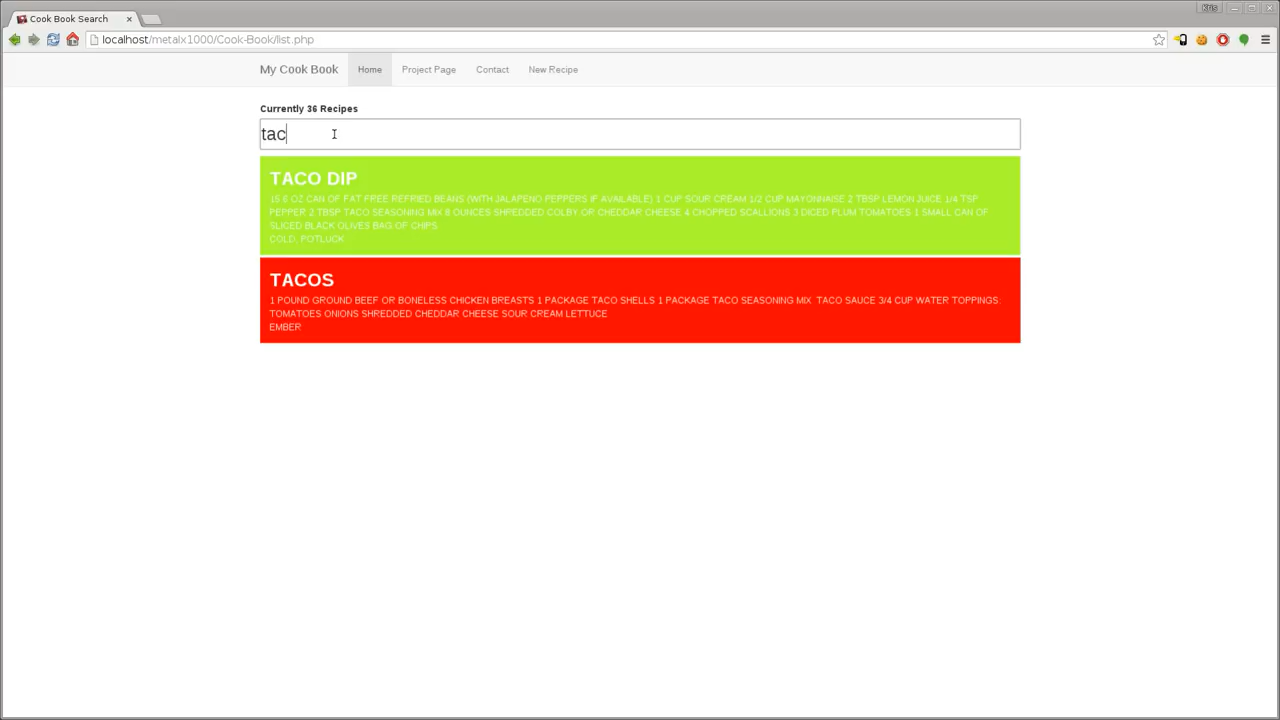 Kris
Cook Book Search
localhost/metalx1000/Cook-Book/list.php
My Cook Book Home Project Page Contact New Recipe
Currently 36 Recipes
tac
TACO DIP
15.6 OZ CAN OF FAT FREE REFRIED BEANS (WITH JALAPENO PEPPERS IF AVAILABLE) 1 CUP SOUR CREAM 1/2 CUP MAYONNAISE 2 TBSP LEMON JUICE 1/4 TSP
PEPPER 2 TBSP TACO SEASONING MIX 8 OUNCES SHREDDED COLBY-OR CHEDDAR CHEESE 4 CHOPPED SCALLIONS 3 DICED PLUM TOMATOES 1 SMALL CAN OF
SLICED BLACK OLIVES BAG OF CHIPS
COLD, POTLUCK
TACOS
1 POUND GROUND BEEF OR BONELESS CHICKEN BREASTS 1 PACKAGE TACO SHELLS 1 PACKAGE TACO SEASONING MIX TACO SAUCE 3/4 CUP WATER TOPPINGS:
TOMATOES ONIONS SHREDDED CHEDDAR CHEESE SOUR CREAM LETTUCE
EMBER